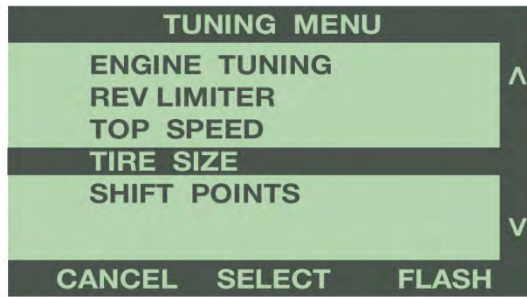 TUNING MENU
ENGINE TUNING
REV LIMITER
TOP SPEED
TIRE SIZE
SHIFT POINTS
CANCEL SELECT FLASH